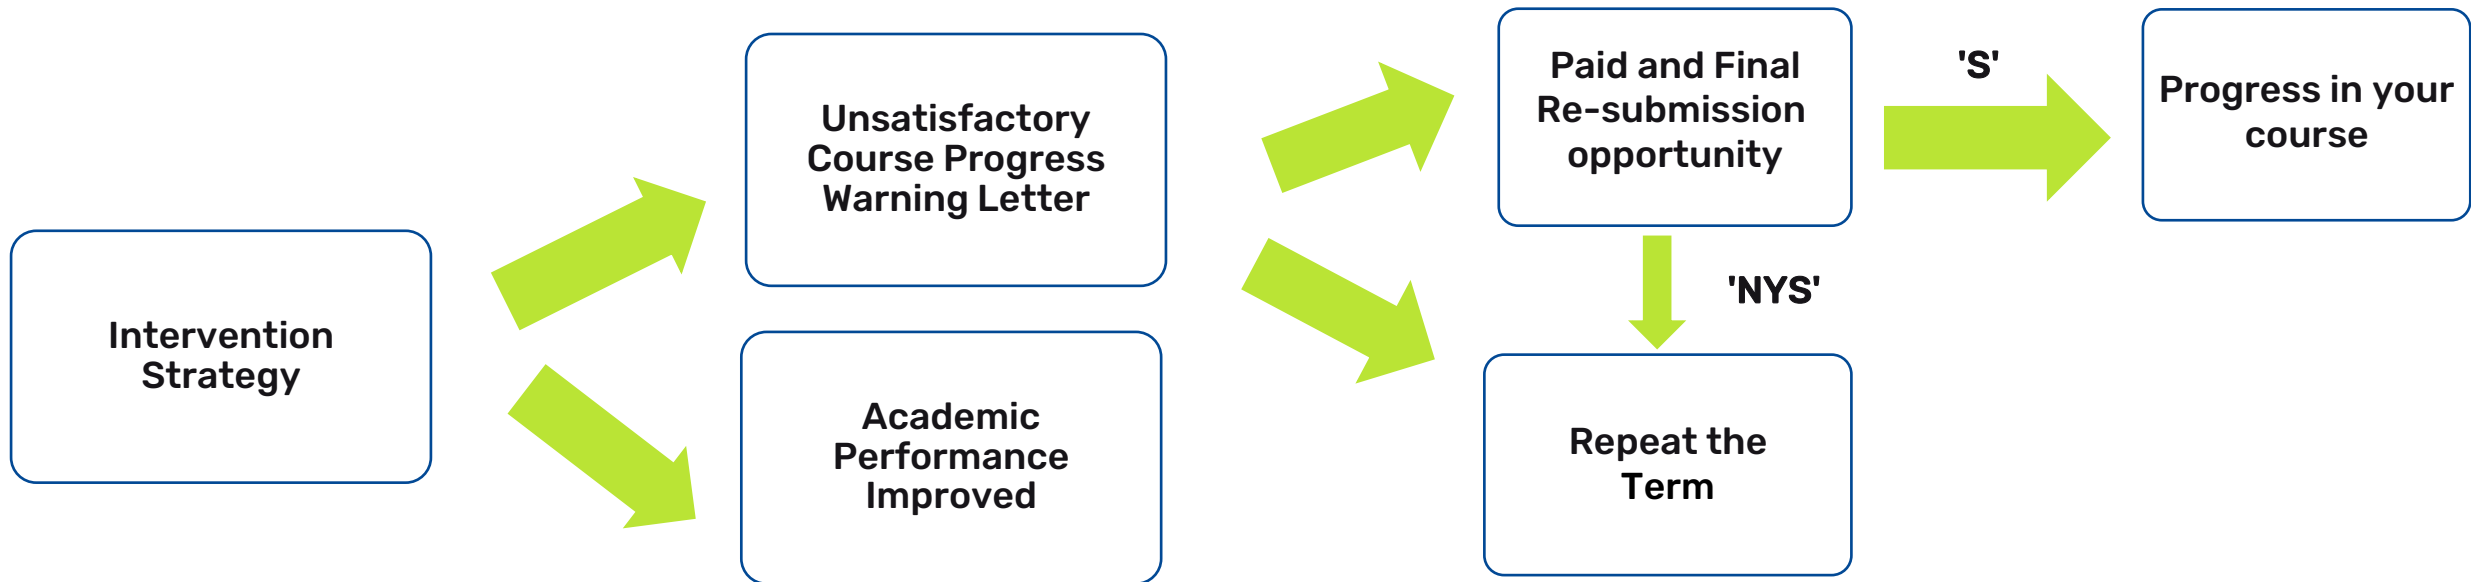 Intervention
Strategy
Unsatisfactory
Course Progress
Warning Letter
Academic
Performance
Improved
Paid and Final
Re-submission
opportunity
'S'
Progress in your
course
'NYS'
Repeat the
Term